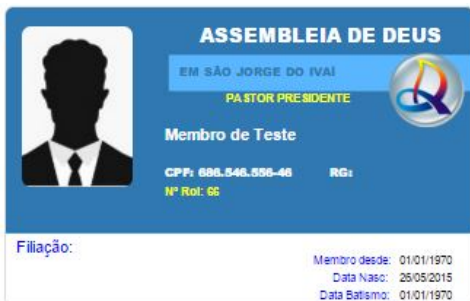 ASSEMBLEIA DE DEUS
EM SÃO JORGE DO IVAÍ
PASTOR PRESIDENTE
Membro de Teste
CPF: 686.546.556-46 RG:
Nº Rol: 66
Filiação:
Membro desde: 01/01/1970
Data Nasc: 26/05/2015
Data Batismo: 01/01/1970